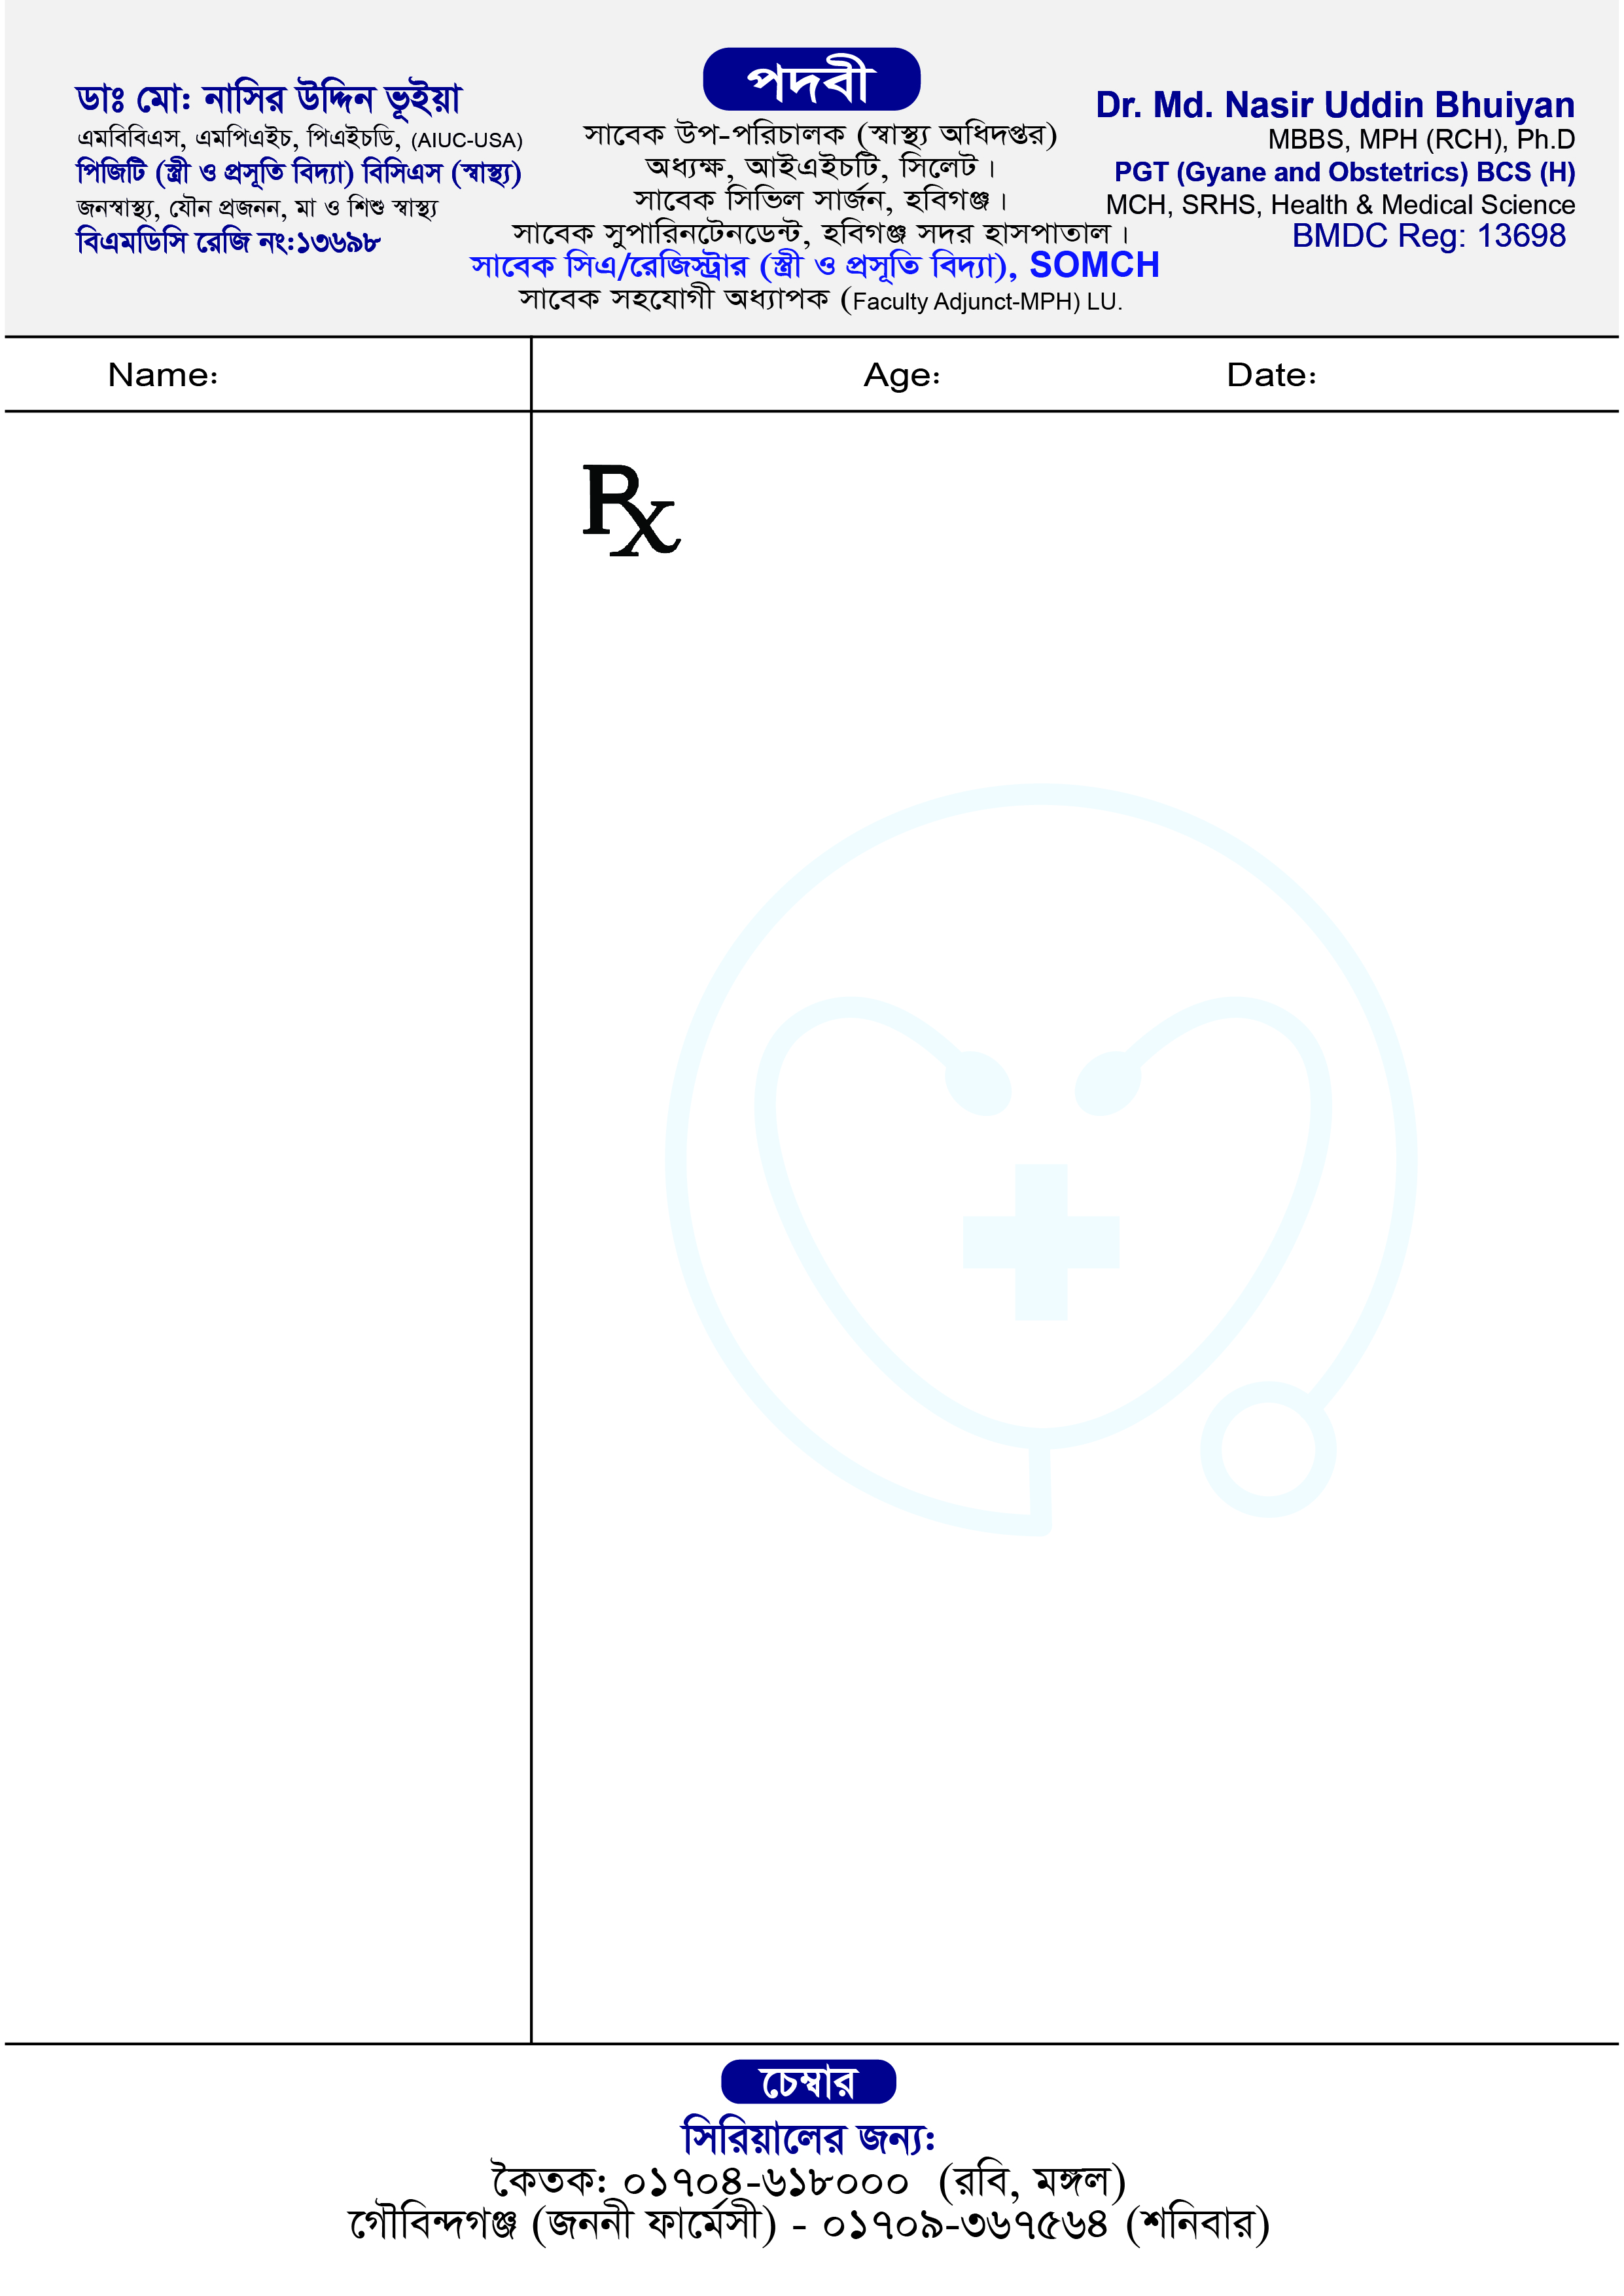 ডাঃ মো: নাসির উদ্দিন ভূইয়া
এমবিবিএস, এমপিএইচ, পিএইচডি, (AIUC-USA)
পিজিটি (স্ত্রী ও প্রসূতি বিদ্যা) বিসিএস (স্বাস্থ্য)
জনস্বাস্থ্য, যৌন প্রজনন, মা ও শিশু স্বাস্থ্য
বিএমডিসি রেজি নং:১৩৬৯৮
পদবী
সাবেক উপ-পরিচালক (স্বাস্থ্য অধিদপ্তর)
অধ্যক্ষ, আইএইচটি, সিলেট।
সাবেক সিভিল সার্জন, হবিগঞ্জ।
সাবেক সুপারিনটেনডেন্ট, হবিগঞ্জ সদর হাসপাতাল।
সাবেক সিএ/রেজিস্ট্রার (স্ত্রী ও প্রসূতি বিদ্যা), SOMCH
সাবেক সহযোগী অধ্যাপক (Faculty Adjunct-MPH) LU.
Dr. Md. Nasir Uddin Bhuiyan
MBBS, MPH (RCH), Ph.D
PGT (Gyane and Obstetrics) BCS (H)
MCH, SRHS, Health & Medical Science
BMDC Reg: 13698
Name: Age: Date:
Rx
চেম্বার
সিরিয়ালের জন্য:
কৈতক: ০১৭০৪-৬১৮০০০ (রবি, মঙ্গল)
গৌবিন্দগঞ্জ (জননী ফার্মেসী) - ০১৭০৯-৩৬৭৫৬৪ (শনিবার)